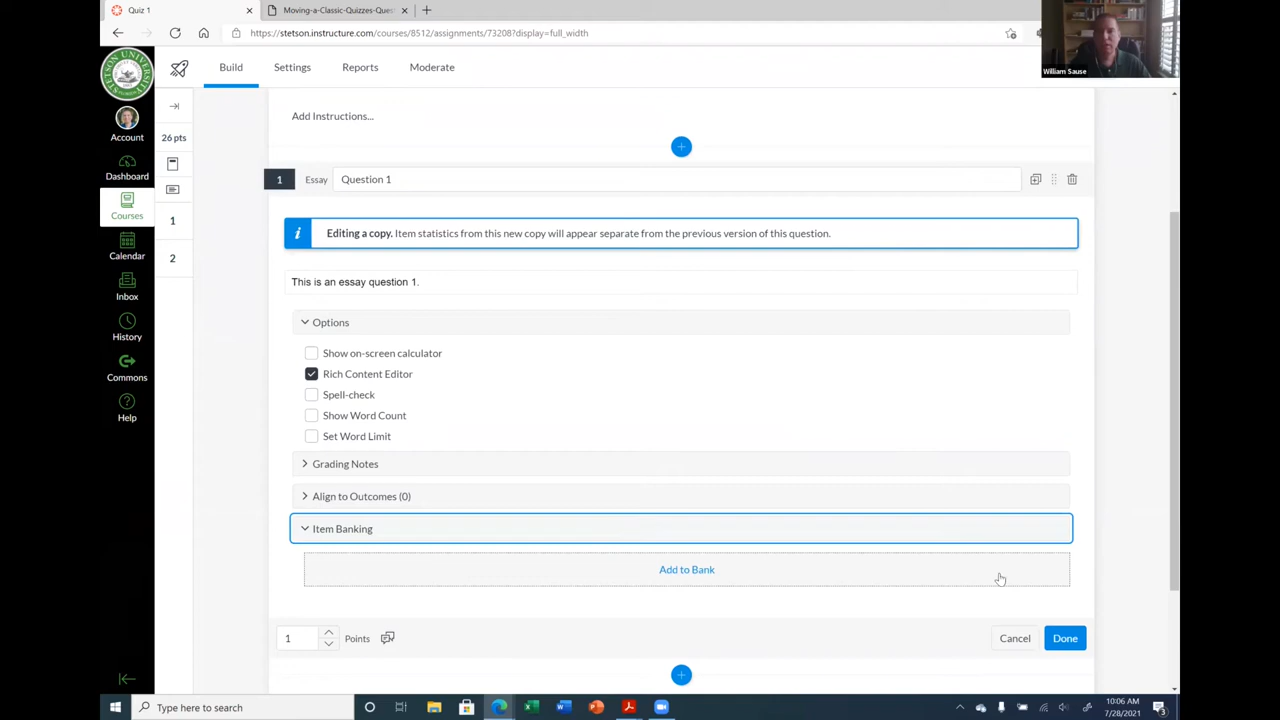 Quiz 1
Moving-a-Classic-Quizzes-Ques
https://stetson.instructure.com/courses/8512/assignments/73208?display=full_width
William Sause
STETSON UNIVERSITY
Build
Settings
Reports
Moderate
Account
Dashboard
Courses
Calendar
Inbox
History
Commons
Help
26 pts
1
2
Add Instructions...
1
Essay
Question 1
Editing a copy. Item statistics from this new copy will appear separate from the previous version of this question.
This is an essay question 1.
Options
Show on-screen calculator
Rich Content Editor
Spell-check
Show Word Count
Set Word Limit
Grading Notes
Align to Outcomes (0)
Item Banking
Add to Bank
1
Points
Cancel
Done
Type here to search
10:06 AM
7/28/2021
3